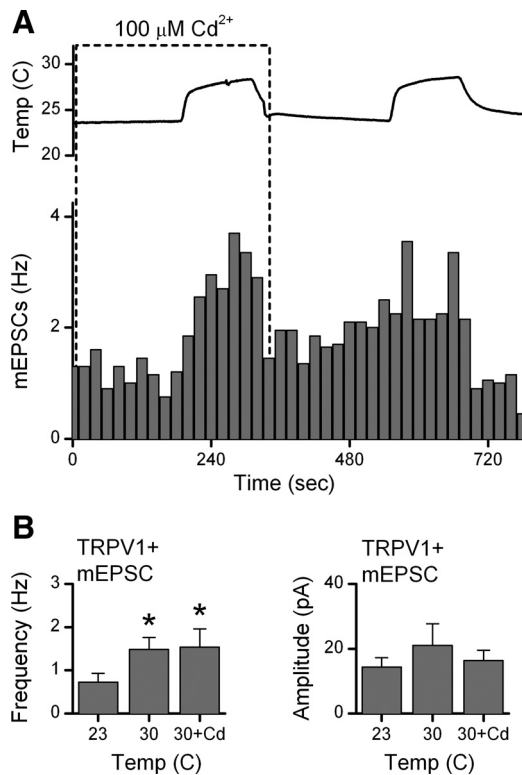 A
100 μM Cd2+
Temp (C)
30
25
20
mEPSCs (Hz)
4
2
0
0 240 480 720
Time (sec)
B
TRPV1+
mEPSC
Frequency (Hz)
3
2
1
0
23 30 30+Cd
* *
Temp (C)
TRPV1+
mEPSC
Amplitude (pA)
40
20
0
23 30 30+Cd
Temp (C)